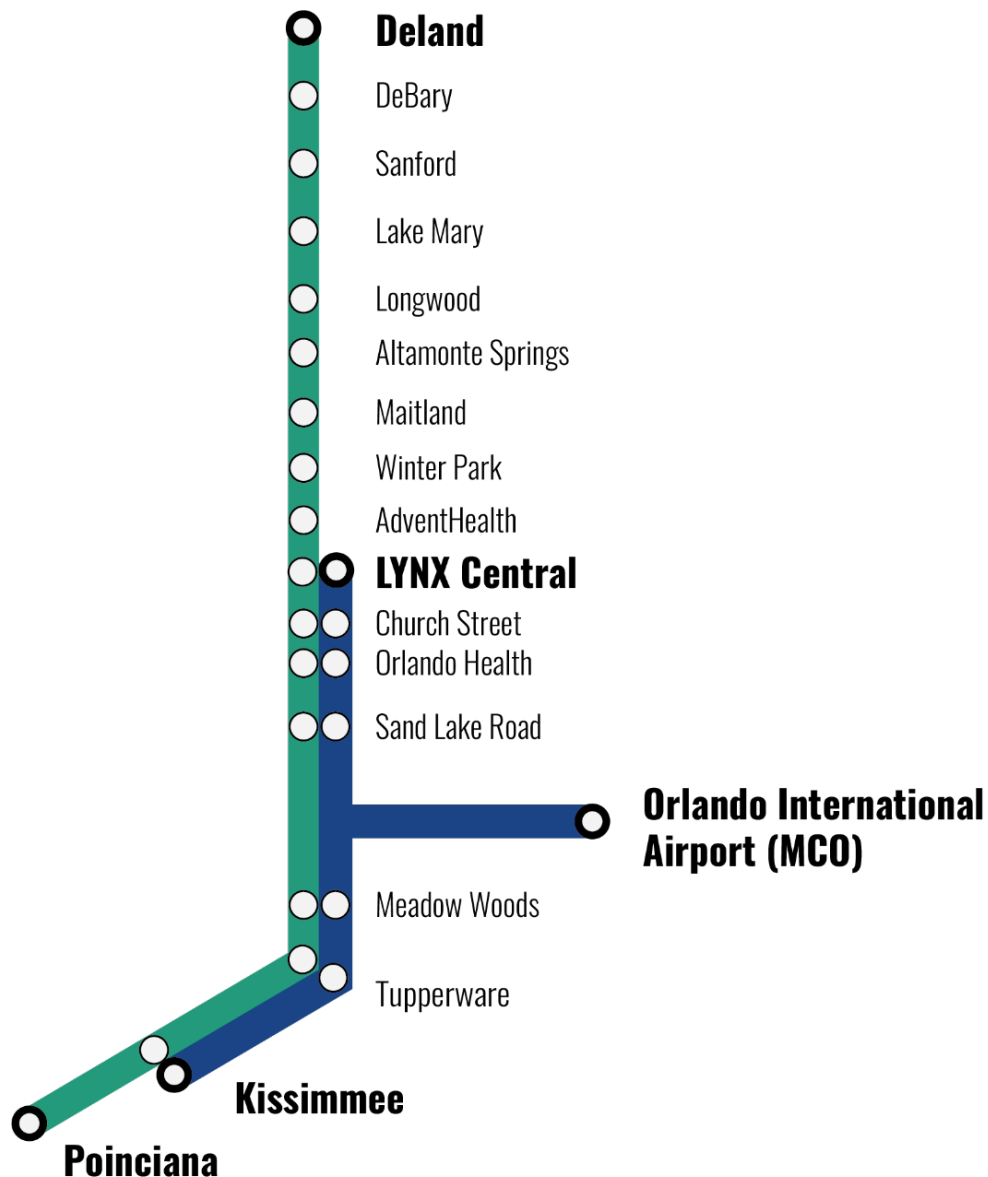 Deland
DeBary
Sanford
Lake Mary
Longwood
Altamonte Springs
Maitland
Winter Park
AdventHealth
LYNX Central
Church Street
Orlando Health
Sand Lake Road
Orlando International
Airport (MCO)
Meadow Woods
Tupperware
Kissimmee
Poinciana